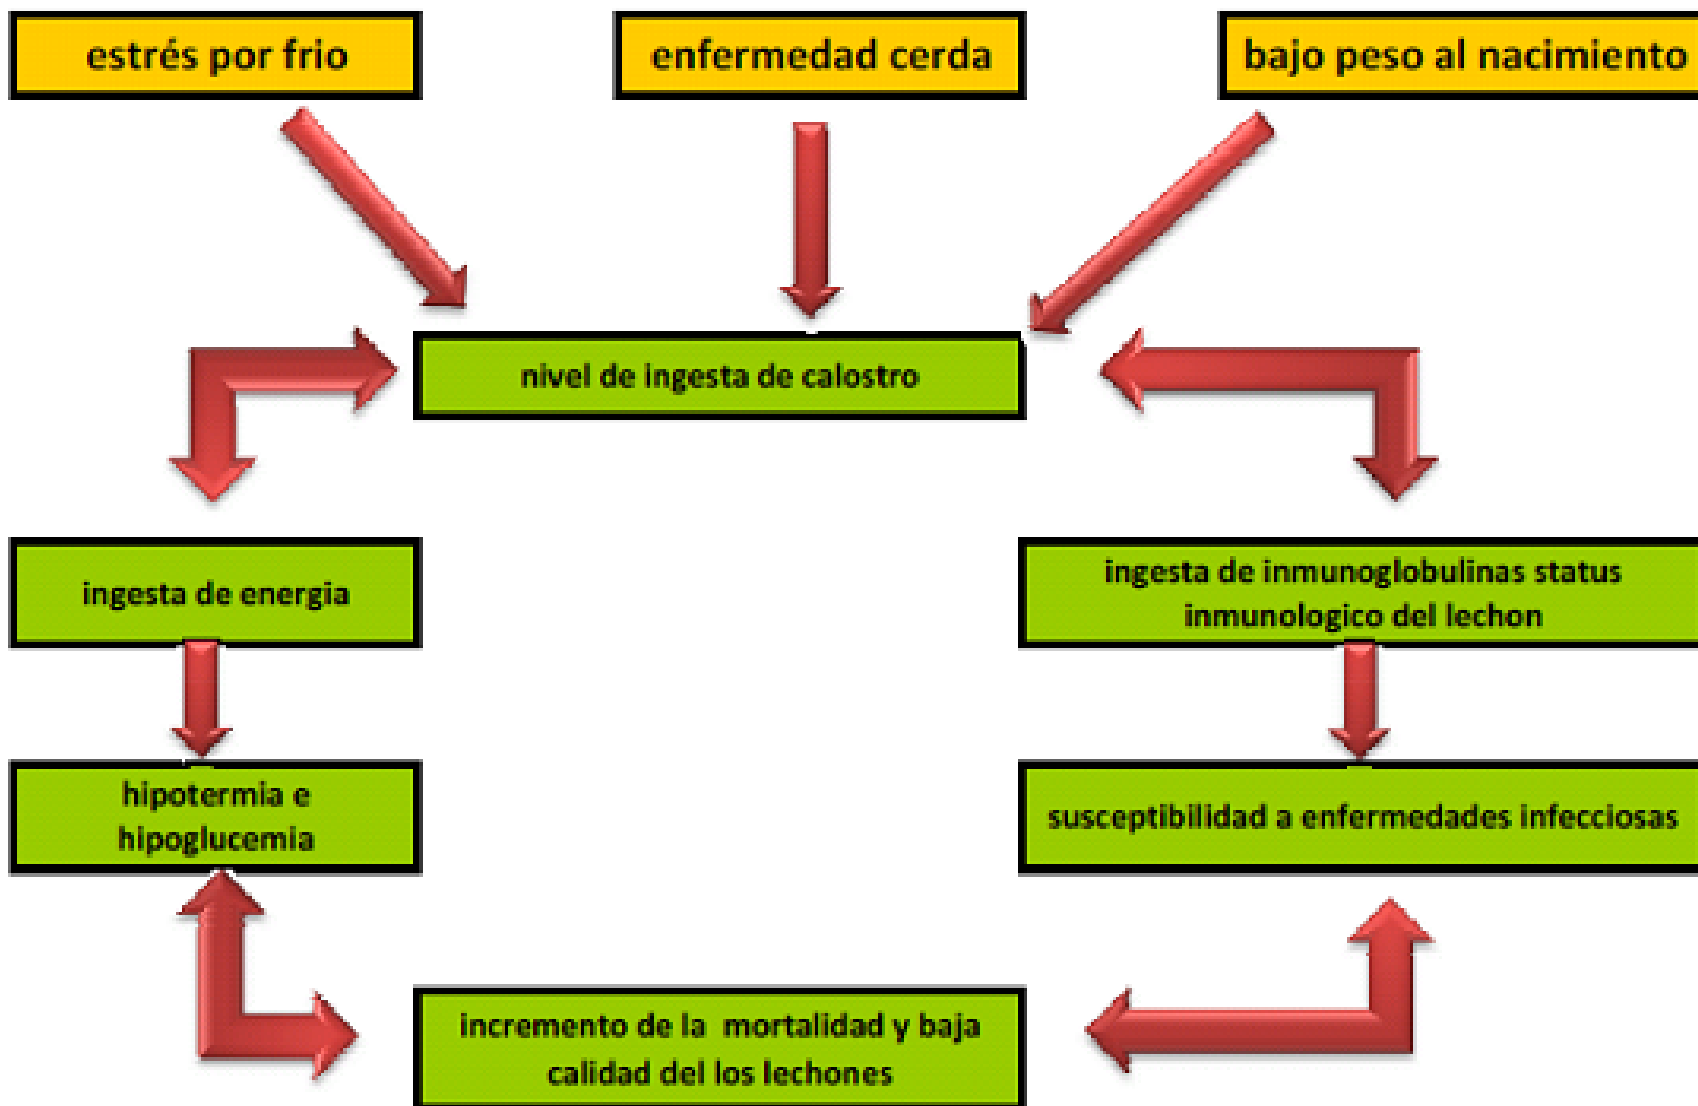 estrés por frio
enfermedad cerda
bajo peso al nacimiento
nivel de ingesta de calostro
ingesta de energia
ingesta de inmunoglobulinas status
inmunologico del lechon
hipotermia e
hipoglucemia
susceptibilidad a enfermedades infecciosas
incremento de la mortalidad y baja
calidad del los lechones